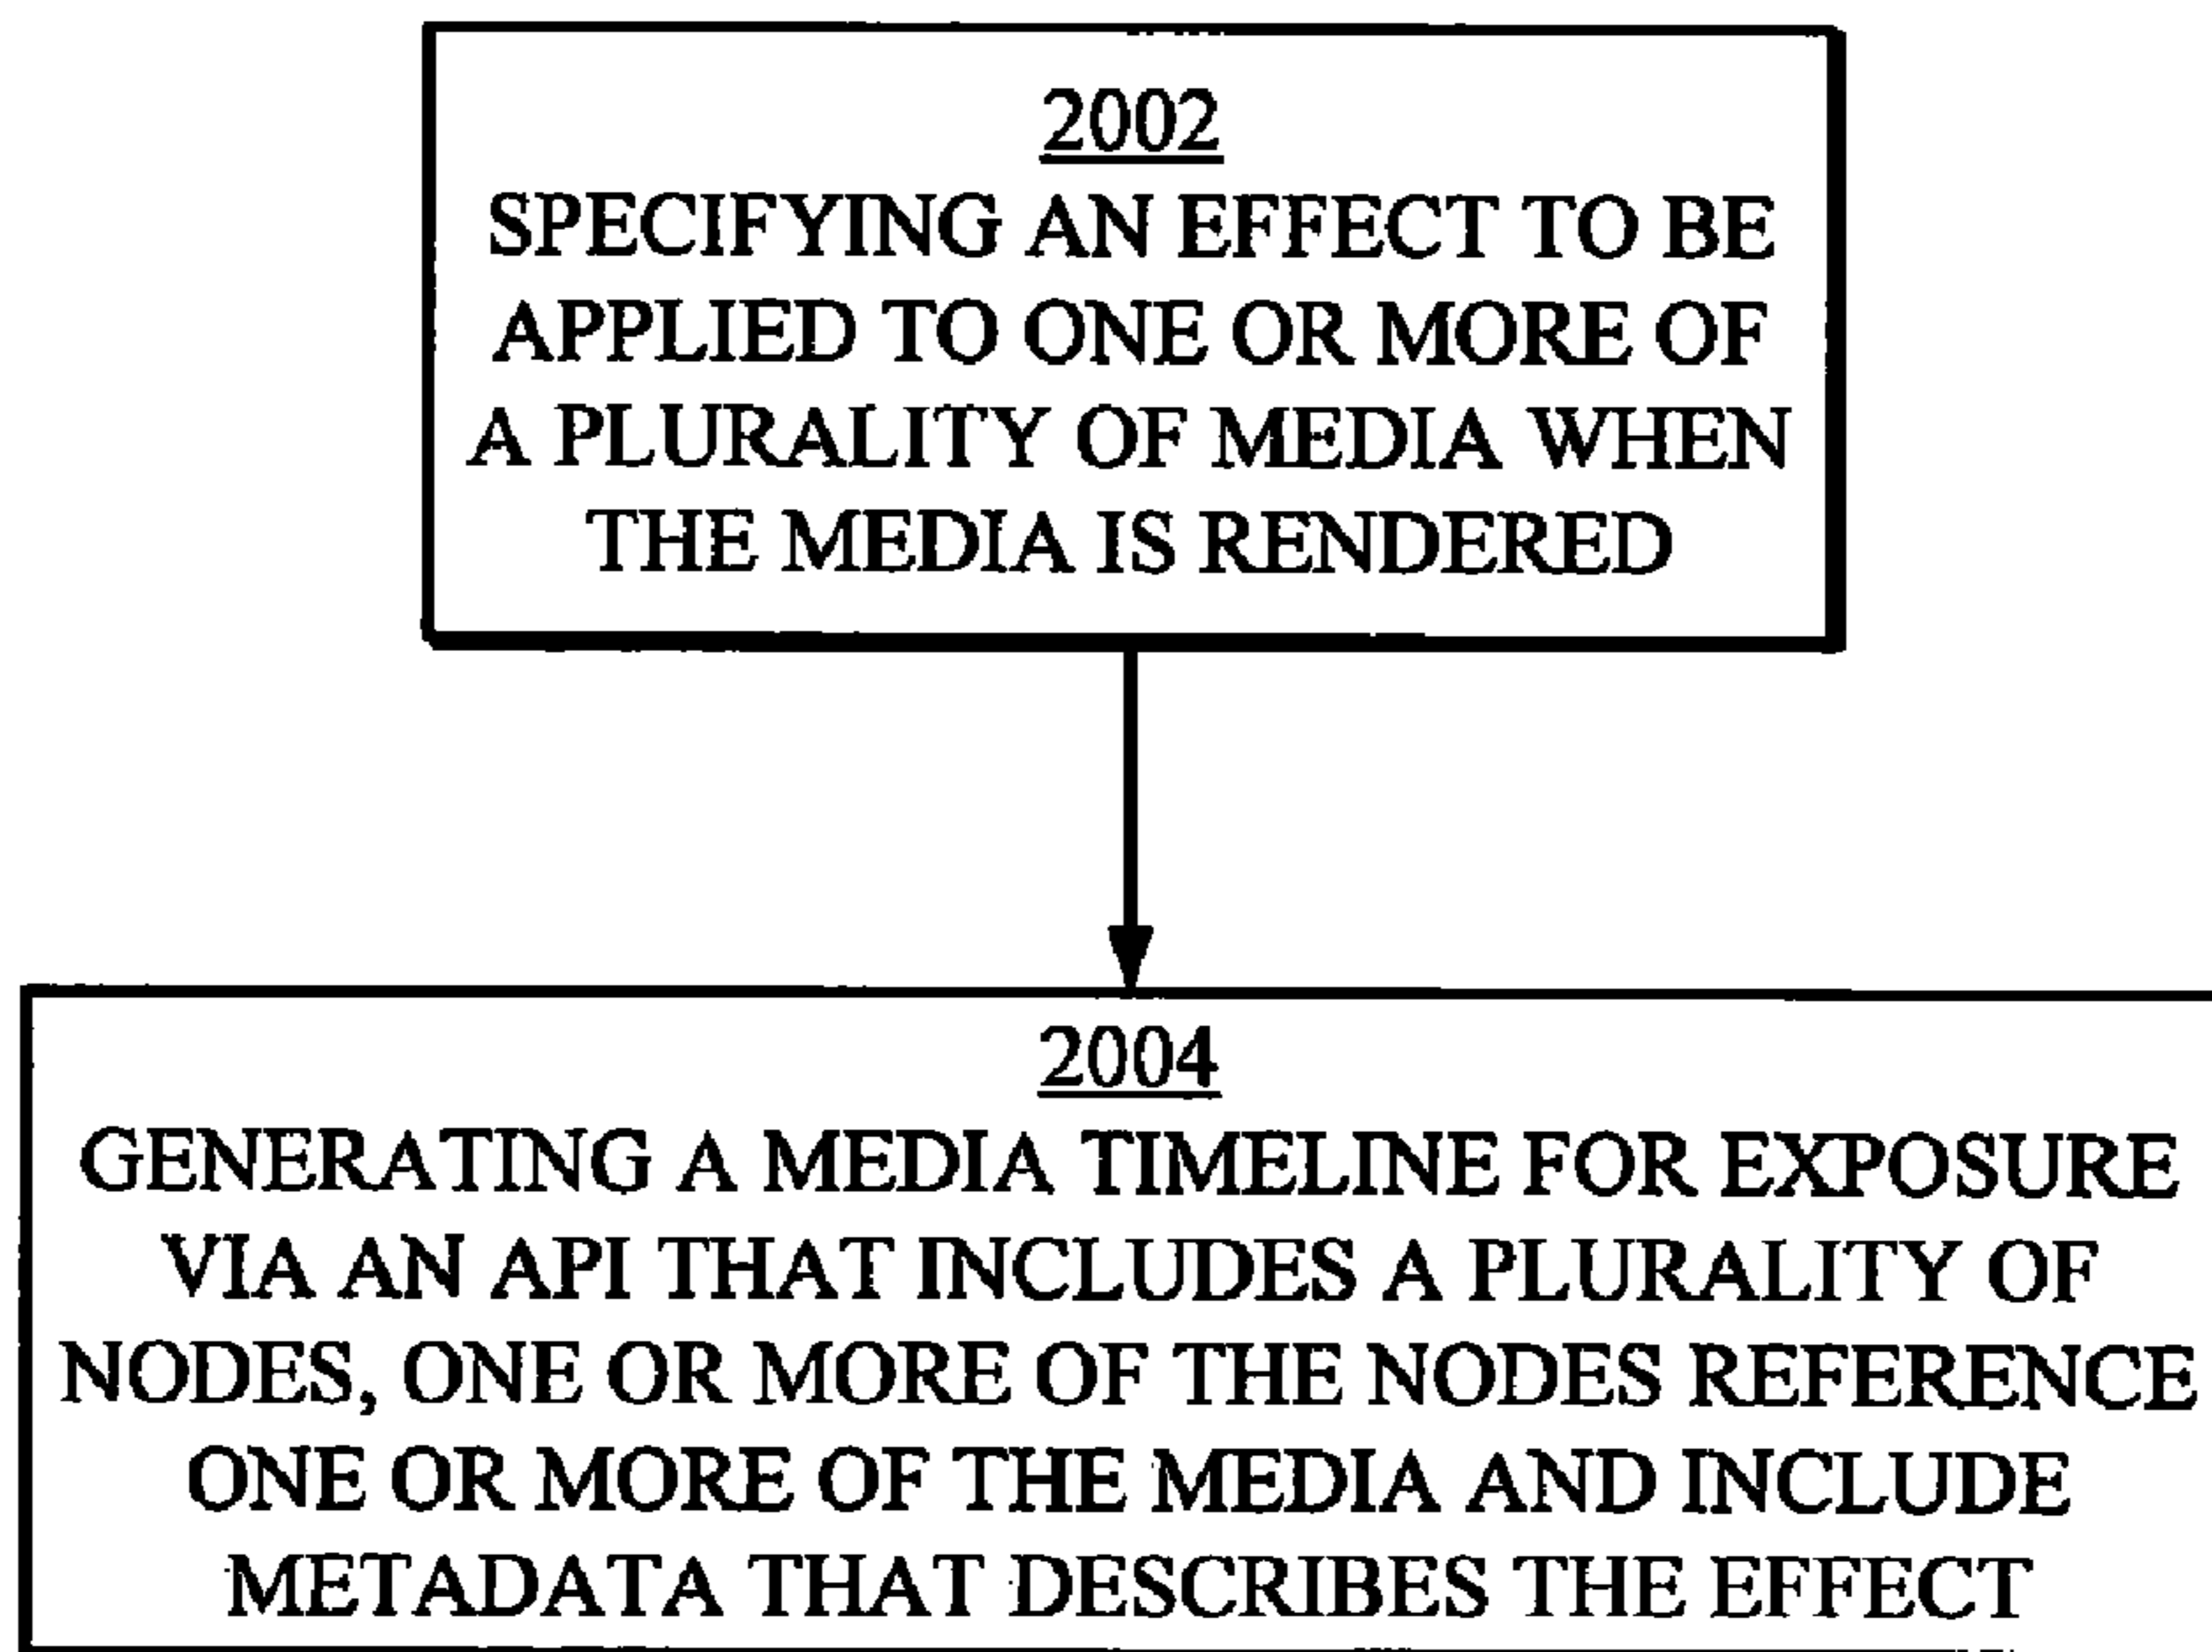 2002
SPECIFYING AN EFFECT TO BE
APPLIED TO ONE OR MORE OF
A PLURALITY OF MEDIA WHEN
THE MEDIA IS RENDERED
2004
GENERATING A MEDIA TIMELINE FOR EXPOSURE
VIA AN API THAT INCLUDES A PLURALITY OF
NODES, ONE OR MORE OF THE NODES REFERENCE
ONE OR MORE OF THE MEDIA AND INCLUDE
METADATA THAT DESCRIBES THE EFFECT